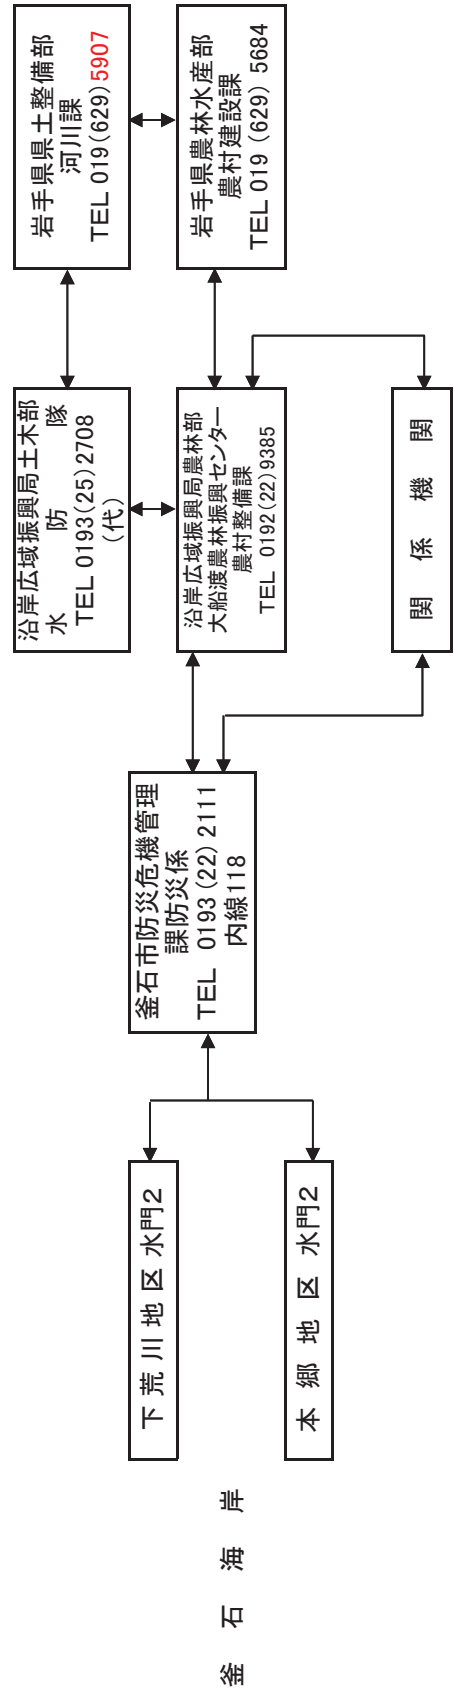 釜石海岸
下荒川地区 水門2
本郷地区 水門2
釜石市防災危機管理
課防災係
TEL 0193(22)2111
内線118
沿岸広域振興局土木部
水防隊
TEL 0193(25)2708
(代)
沿岸広域振興局農林部
大船渡農林振興センター
農村整備課
TEL 0192(22)9385
関係機関
岩手県県土整備部
河川課
TEL 019(629)5907
岩手県農林水産部
農村建設課
TEL 019(629)5684